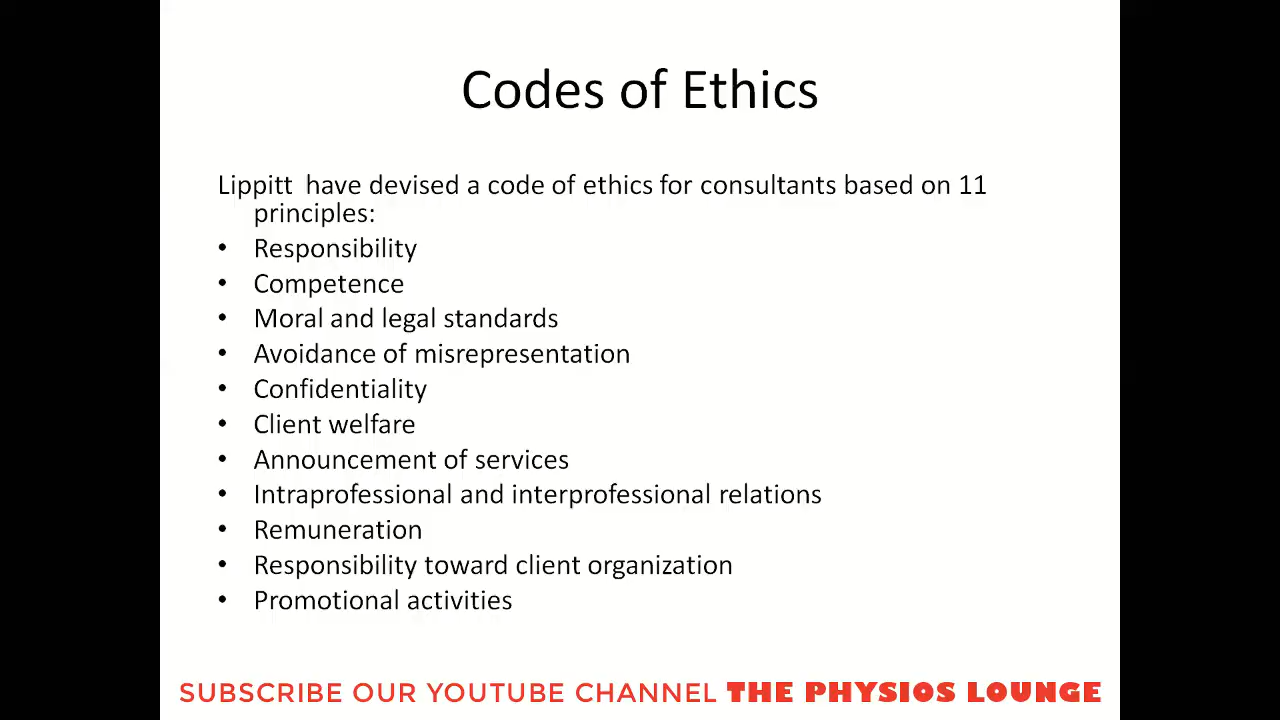 Codes of Ethics
Lippitt  have devised a code of ethics for consultants based on 11
principles:
• Responsibility
• Competence
• Moral and legal standards
• Avoidance of misrepresentation
• Confidentiality
• Client welfare
• Announcement of services
• Intraprofessional and interprofessional relations
• Remuneration
• Responsibility toward client organization
• Promotional activities
SUBSCRIBE OUR YOUTUBE CHANNEL THE PHYSIOS LOUNGE